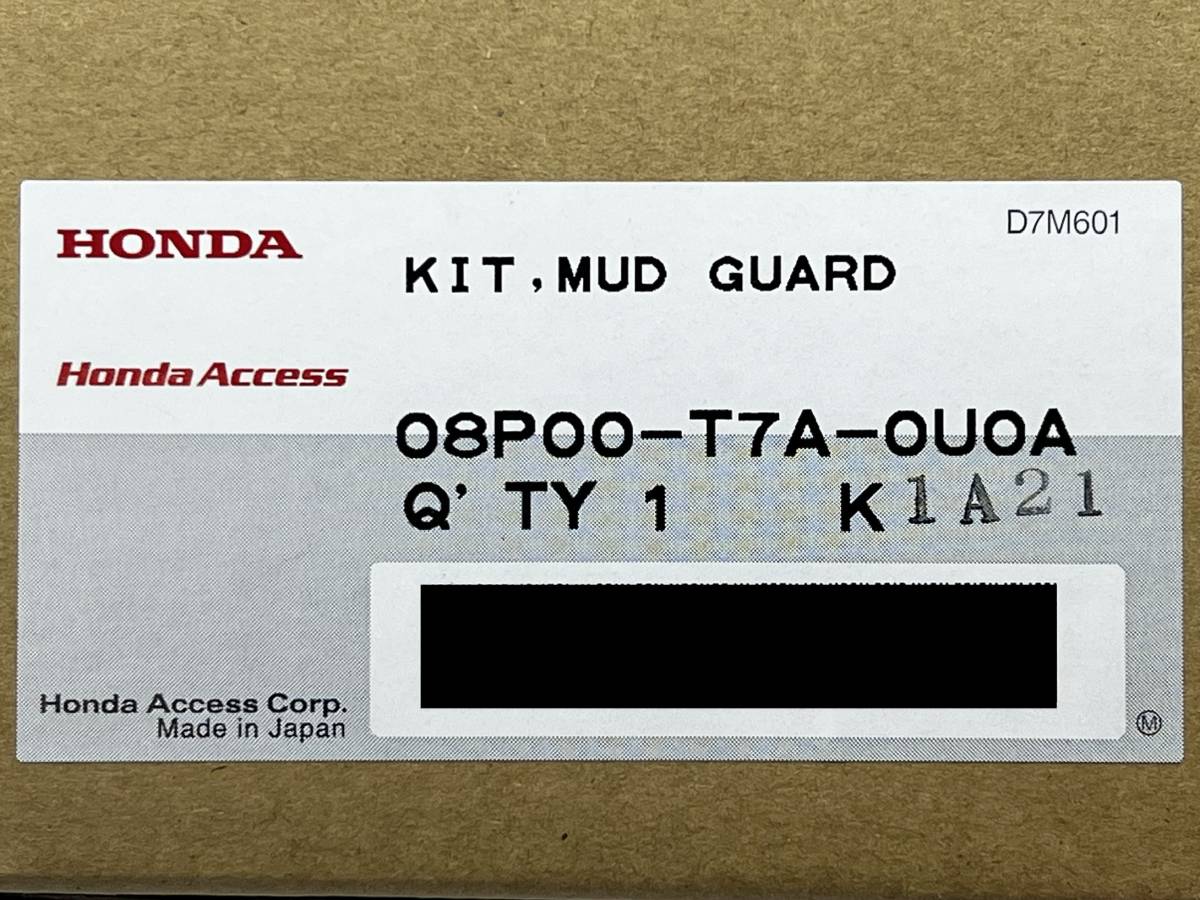 HONDA
D7M601
KIT,MUD GUARD
Honda Access
08P00-T7A-0U0A
Q'TY 1 K1A21
Honda Access Corp.
Made in Japan
M